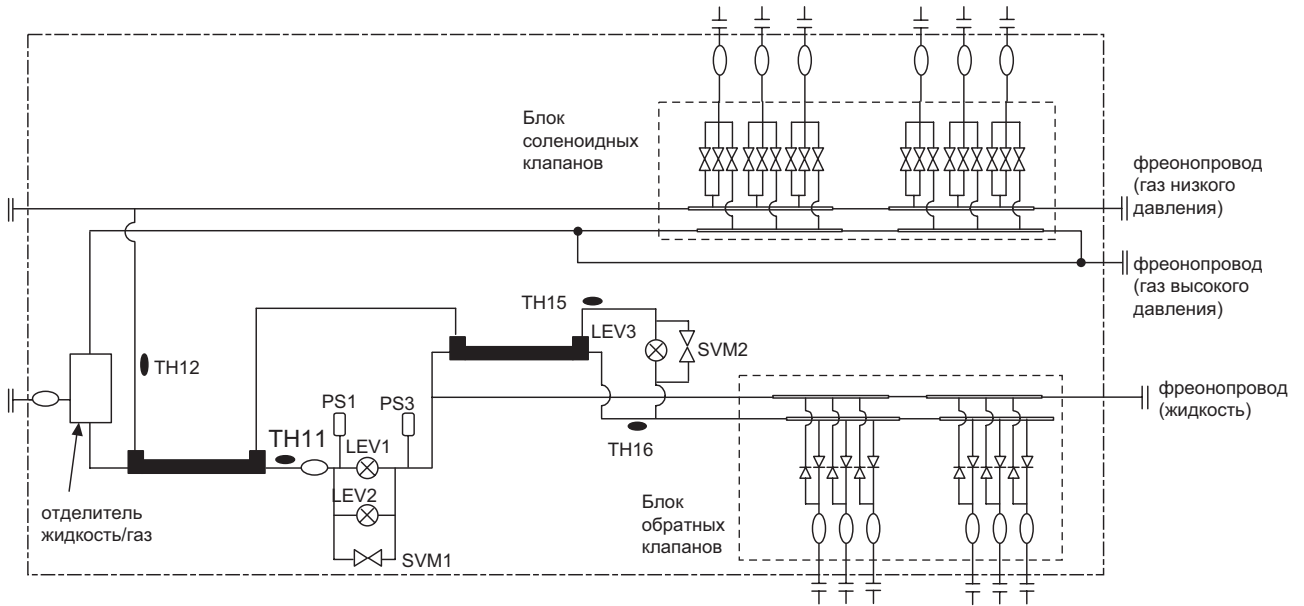 Блок
соленоидных
клапанов
фреонопровод
(газ низкого
давления)
фреонопровод
(газ высокого
давления)
TH15
LEV3
SVM2
TH12
PS1
PS3
фреонопровод
(жидкость)
TH11
LEV1
TH16
LEV2
отделитель
жидкость/газ
SVM1
Блок
обратных
клапанов